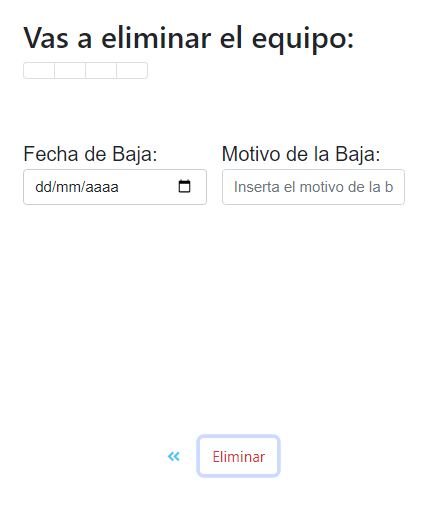 Vas a eliminar el equipo:
Fecha de Baja: Motivo de la Baja:
dd/mm/aaaa Inserta el motivo de la b
« Eliminar